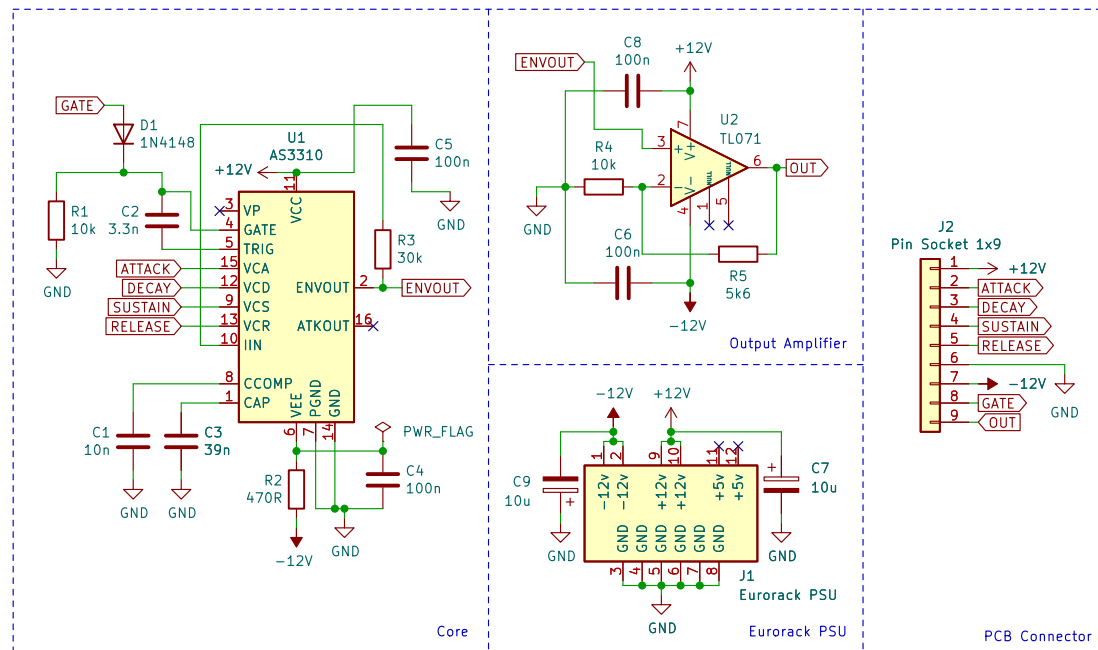 GATE
D1
1N4148
R1
10k
GND
C2
3.3n
U1
AS3310
+12V
11
VCC
C5
100n
GND
3 VP
4 GATE
5 TRIG
ATTACK 15 VCA
DECAY 12 VCD
SUSTAIN 9 VCS
RELEASE 13 VCR
10 IIN
8 CCOMP
1 CAP
R3
30k
ENVOUT 2 ENVOUT
ATKOUT 16
VEE PGND GND
6 7 14
PWR_FLAG
C1
10n
C3
39n
GND
GND
R2
470R
-12V
C4
100n
GND
Core
ENVOUT
C8
100n
+12V
U2
TL071
7
V+
3 +
R4
10k
2 -
V-
4
NULL
1
NULL
5
6
OUT
GND
C6
100n
R5
5k6
-12V
Output Amplifier
-12V
+12V
1 2 9 10 11 12
-12v -12v +12v +12v +5v +5v
C9
10u
+
GND
C7
10u
+
GND
GND GND GND GND GND GND
3 4 5 6 7 8
J1
Eurorack PSU
GND
Eurorack PSU
J2
Pin Socket 1x9
1 +12V
2 ATTACK
3 DECAY
4 SUSTAIN
5 RELEASE
6
GND
7 -12V
8 GATE
9 OUT
PCB Connector